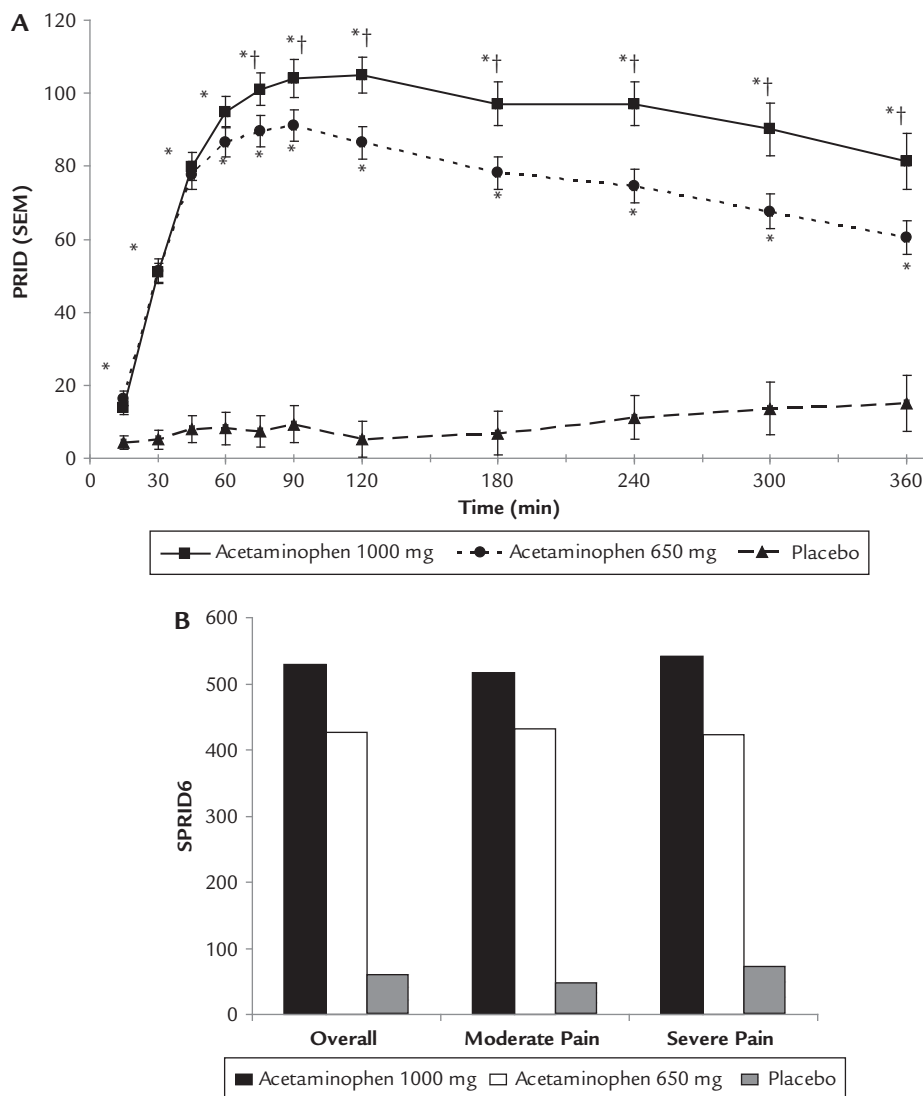 A
120
100
80
60
40
20
0
PRID (SEM)
*
*
*
*
*† *† *† *† *† *† *†
* * * * * * * *
0 30 60 90 120 180 240 300 360
Time (min)
Acetaminophen 1000 mg Acetaminophen 650 mg Placebo
B
600
500
400
300
200
100
0
SPRID6
Overall Moderate Pain Severe Pain
Acetaminophen 1000 mg Acetaminophen 650 mg Placebo